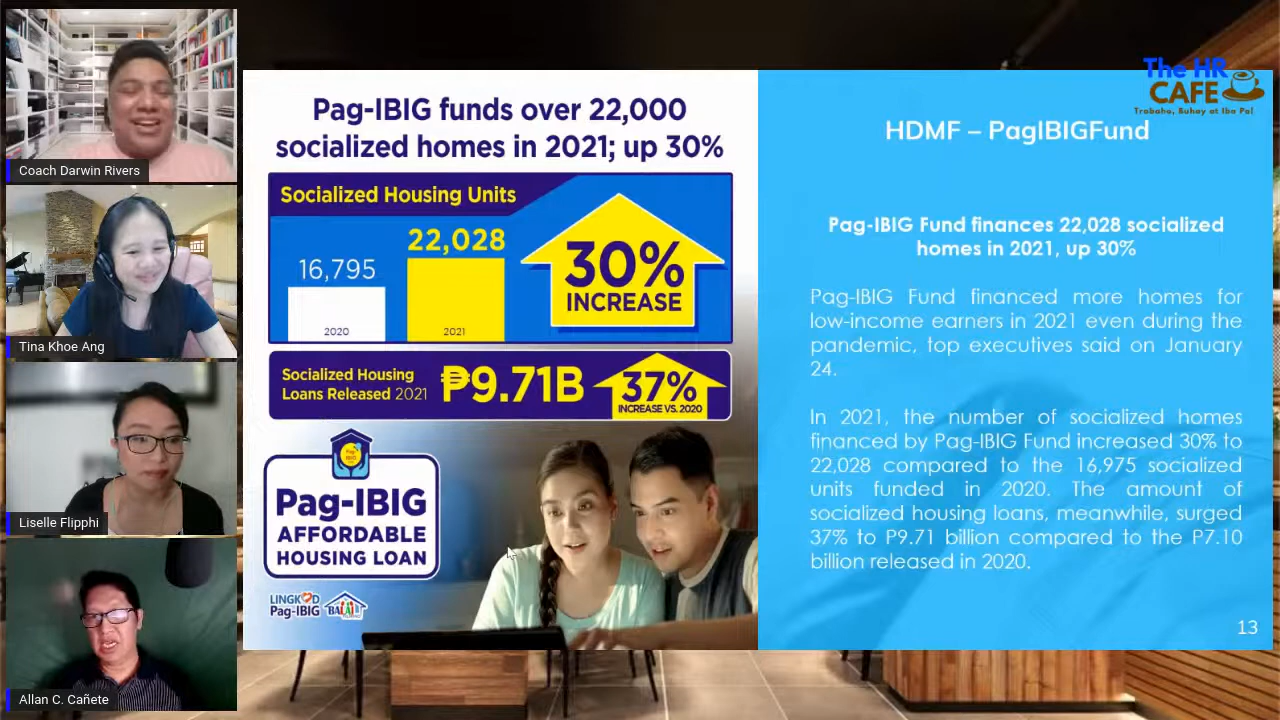 Coach Darwin Rivers
Tina Khoe Ang
Liselle Flipphi
Allan C. Cañete
Pag-IBIG funds over 22,000
socialized homes in 2021; up 30%
Socialized Housing Units
16,795
2020
22,028
2021
30%
INCREASE
Socialized Housing
Loans Released 2021
₱9.71B
37%
INCREASE VS. 2020
Pag-IBIG
Pag-IBIG
AFFORDABLE
HOUSING LOAN
LINGKOD
Pag-IBIG
The HR
CAFE
Trabaho, Buhay at Iba Pa!
HDMF – PagIBIGFund
Pag-IBIG Fund finances 22,028 socialized
homes in 2021, up 30%
Pag-IBIG Fund financed more homes for
low-income earners in 2021 even during the
pandemic, top executives said on January
24.
In 2021, the number of socialized homes
financed by Pag-IBIG Fund increased 30% to
22,028 compared to the 16,975 socialized
units funded in 2020. The amount of
socialized housing loans, meanwhile, surged
37% to P9.71 billion compared to the P7.10
billion released in 2020.
13